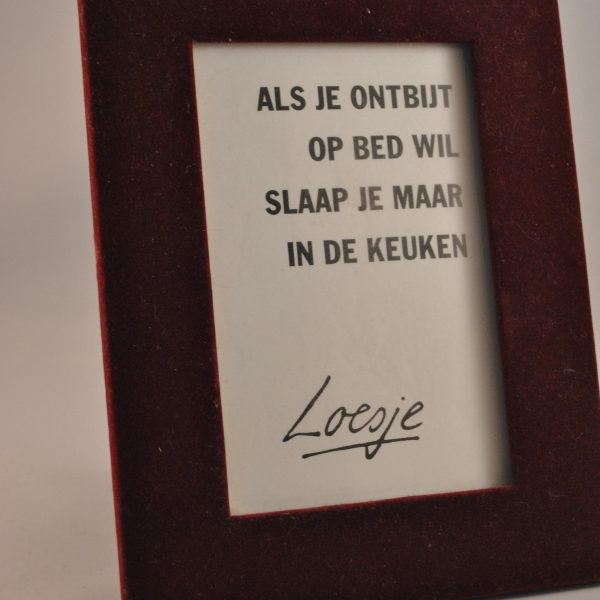 ALS JE ONTBIJT
OP BED WIL
SLAAP JE MAAR
IN DE KEUKEN
Loesje